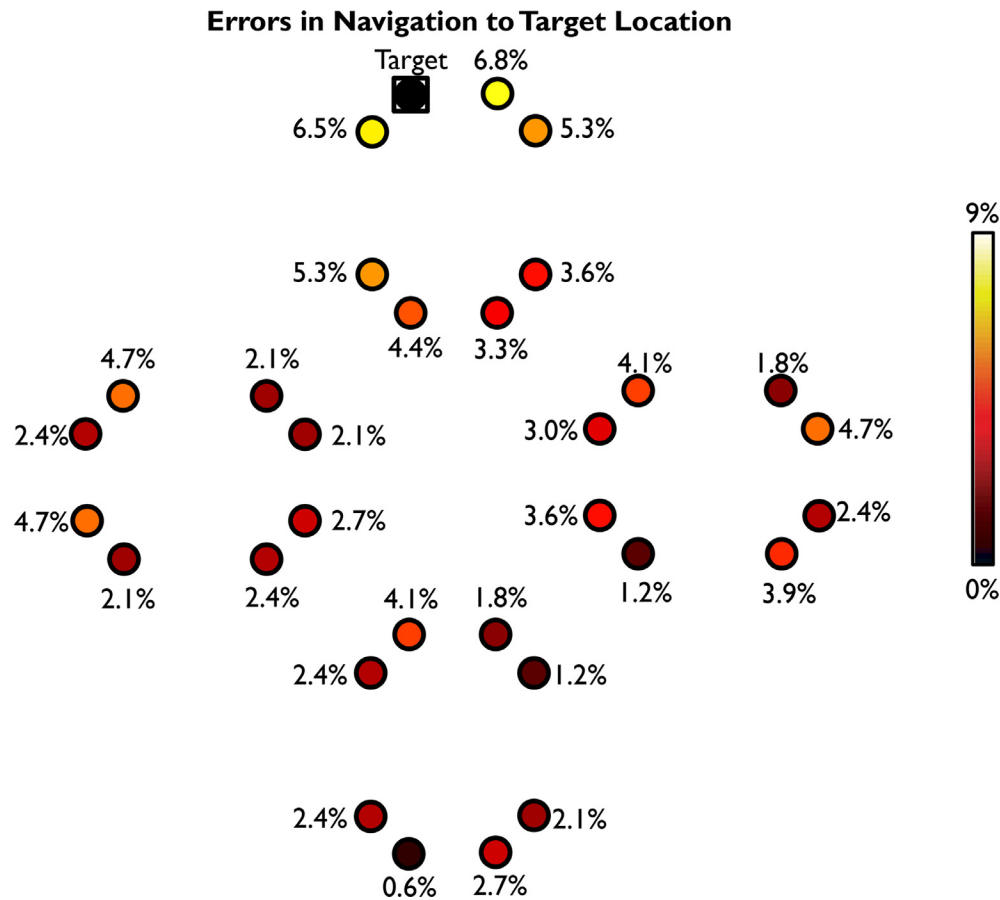 Errors in Navigation to Target Location
Target 6.8%
6.5% 5.3%
9%
5.3% 3.6%
4.4% 3.3%
4.7% 2.1% 4.1% 1.8%
2.4% 2.1% 3.0% 4.7%
4.7% 2.7% 3.6% 2.4%
2.1% 2.4% 1.2% 3.9% 0%
4.1% 1.8%
2.4% 1.2%
2.4% 2.1%
0.6% 2.7%